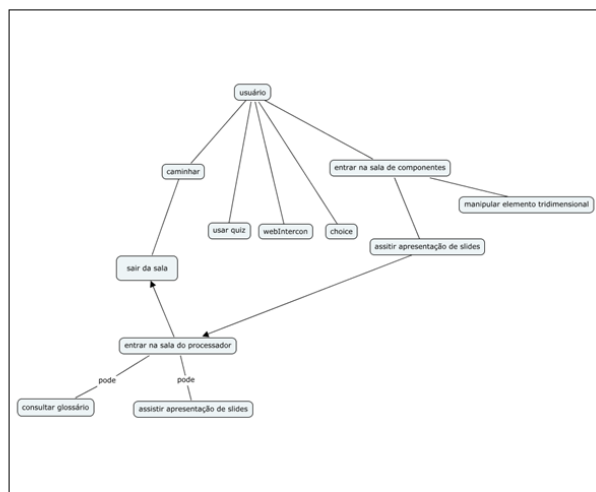 usuário
caminhar
entrar na sala de componentes
manipular elemento tridimensional
usar quiz
webIntercon
choice
assitir apresentação de slides
sair da sala
entrar na sala do processador
pode
pode
consultar glossário
assistir apresentação de slides